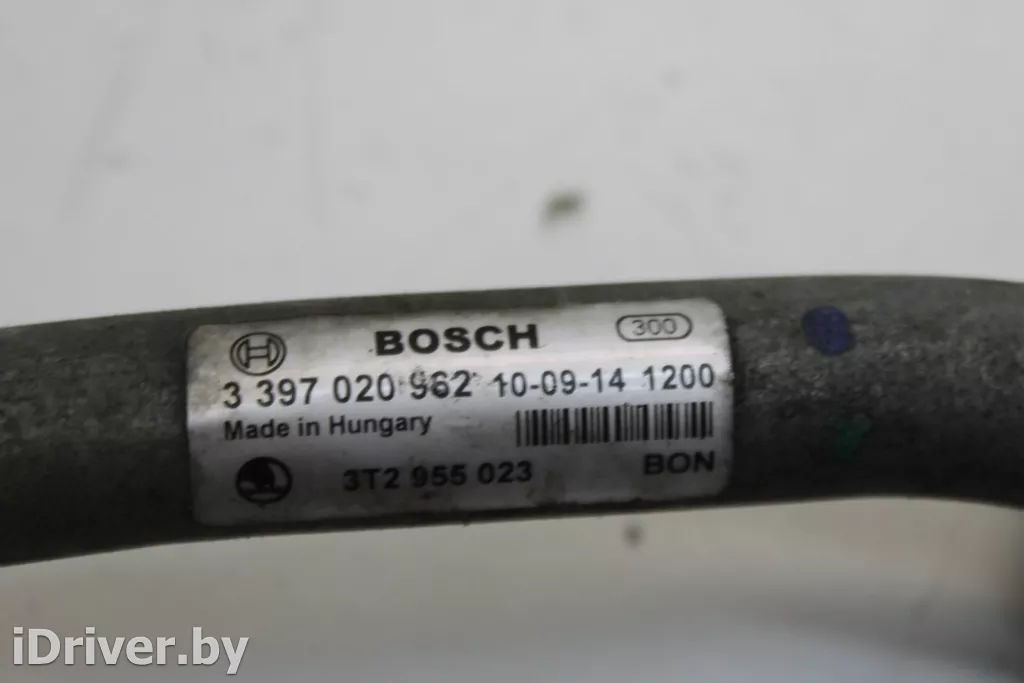 BOSCH 300
3 397 020 962 10-09-14 1200
Made in Hungary
3T2 955 023 BON
iDriver.by